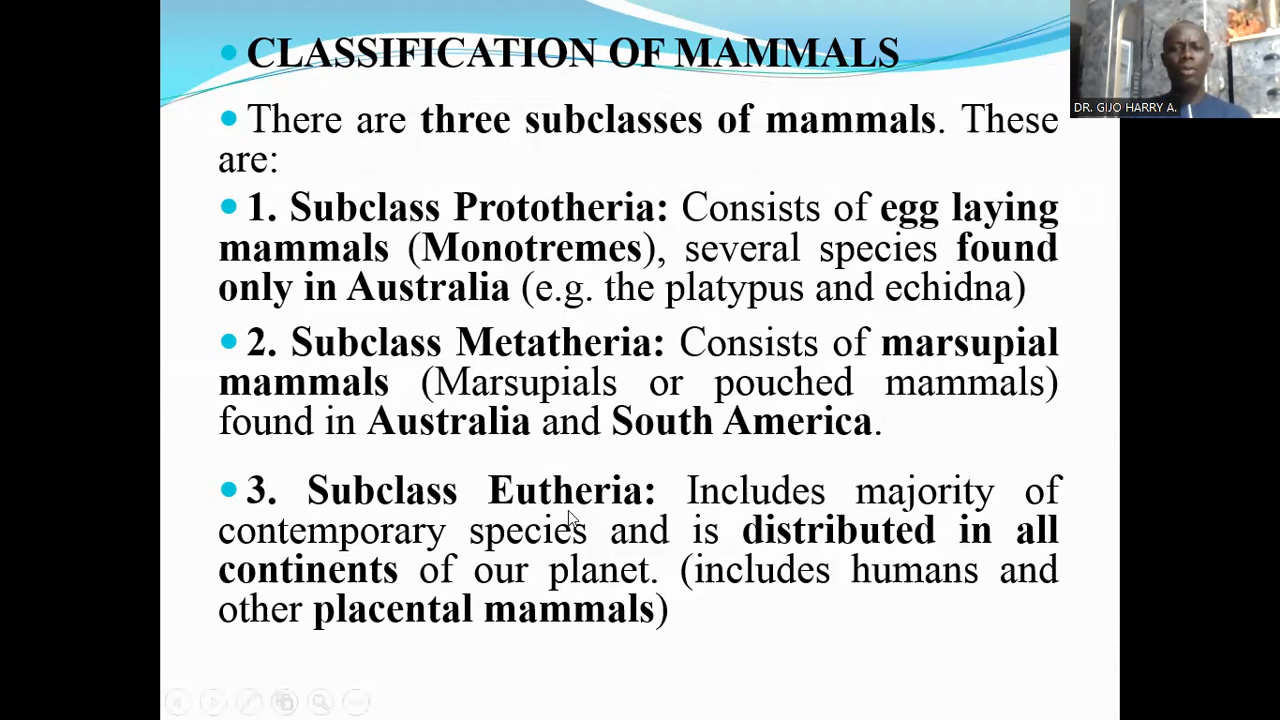 CLASSIFICATION OF MAMMALS
DR. GIJO HARRY A.
There are three subclasses of mammals. These
are:
1. Subclass Prototheria: Consists of egg laying
mammals (Monotremes), several species found
only in Australia (e.g. the platypus and echidna)
2. Subclass Metatheria: Consists of marsupial
mammals (Marsupials or pouched mammals)
found in Australia and South America.
3. Subclass Eutheria: Includes majority of
contemporary species and is distributed in all
continents of our planet. (includes humans and
other placental mammals)